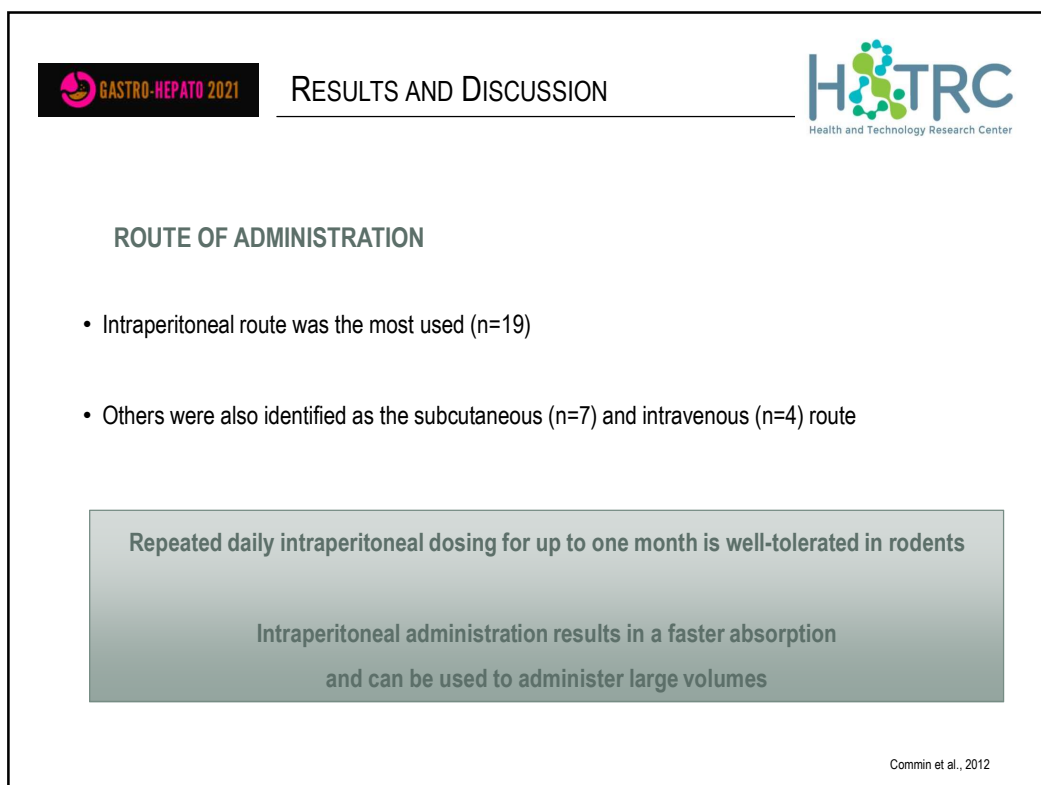 GASTRO-HEPATO 2021
RESULTS AND DISCUSSION
H&TRC
Health and Technology Research Center
ROUTE OF ADMINISTRATION
• Intraperitoneal route was the most used (n=19)
• Others were also identified as the subcutaneous (n=7) and intravenous (n=4) route
Repeated daily intraperitoneal dosing for up to one month is well-tolerated in rodents
Intraperitoneal administration results in a faster absorption
and can be used to administer large volumes
Commin et al., 2012